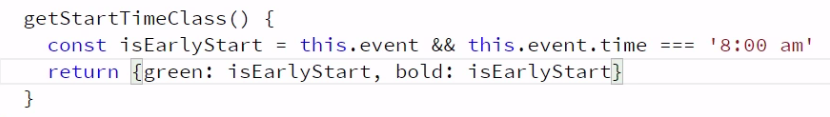 getStartTimeClass() {
const isEarlyStart = this.event && this.event.time === '8:00 am'
return {green: isEarlyStart, bold: isEarlyStart}
}